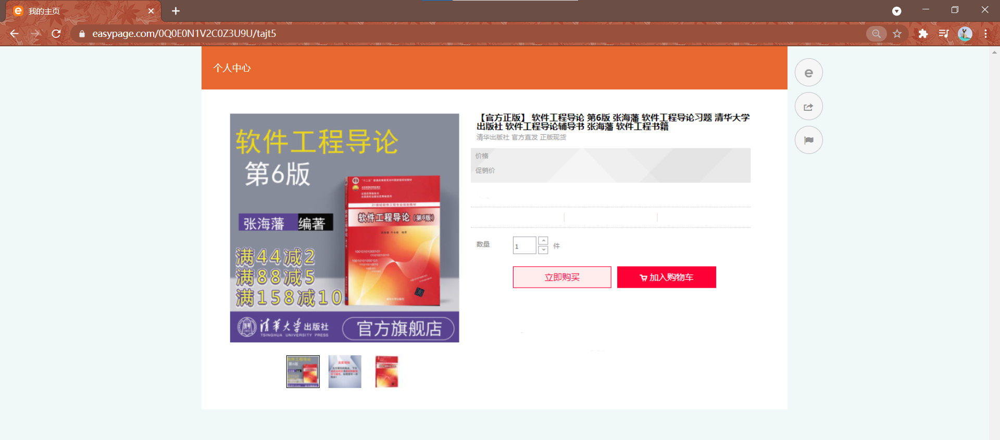 我的主页
easypage.com/0Q0E0N1V2C0Z3U9U/tajt5
个人中心
软件工程导论
第6版
张海藩 编著
满44减2
满88减5
满158减10
软件工程导论（第6版）
10010101000101
清华大学出版社
TSINGHUA UNIVERSITY PRESS
官方旗舰店
【官方正版】 软件工程导论 第6版 张海藩 软件工程导论习题 清华大学
出版社 软件工程导论辅导书 张海藩 软件工程书籍
清华出版社 官方直发 正版现货
价格
促销价
数量
1
件
立即购买
加入购物车